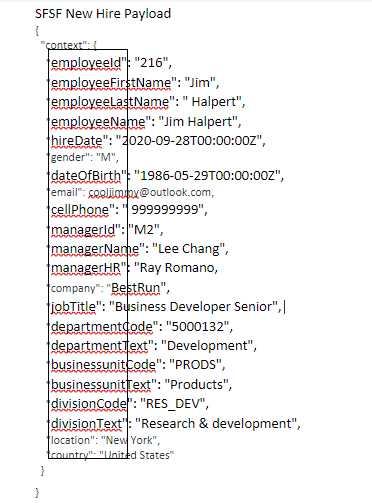 SFSF New Hire Payload
{
"context": {
"employeeId": "216",
"employeeFirstName": "Jim",
"employeeLastName": " Halpert",
"employeeName": "Jim Halpert",
"hireDate": "2020-09-28T00:00:00Z",
"gender": "M",
"dateOfBirth": "1986-05-29T00:00:00Z",
"email": cooljimmy@outlook.com,
"cellPhone": " 999999999",
"managerId": "M2",
"managerName": "Lee Chang",
"managerHR": "Ray Romano,
"company": "BestRun",
"jobTitle": "Business Developer Senior",
"departmentCode": "5000132",
"departmentText": "Development",
"businessunitCode": "PRODS",
"businessunitText": "Products",
"divisionCode": "RES_DEV",
"divisionText": "Research & development",
"location": "New York",
"country": "United States"
}
}